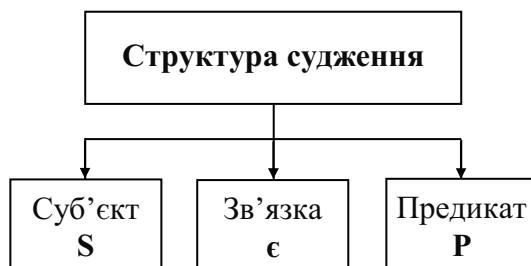 Структура судження
Суб’єкт
S
Зв’язка
є
Предикат
P